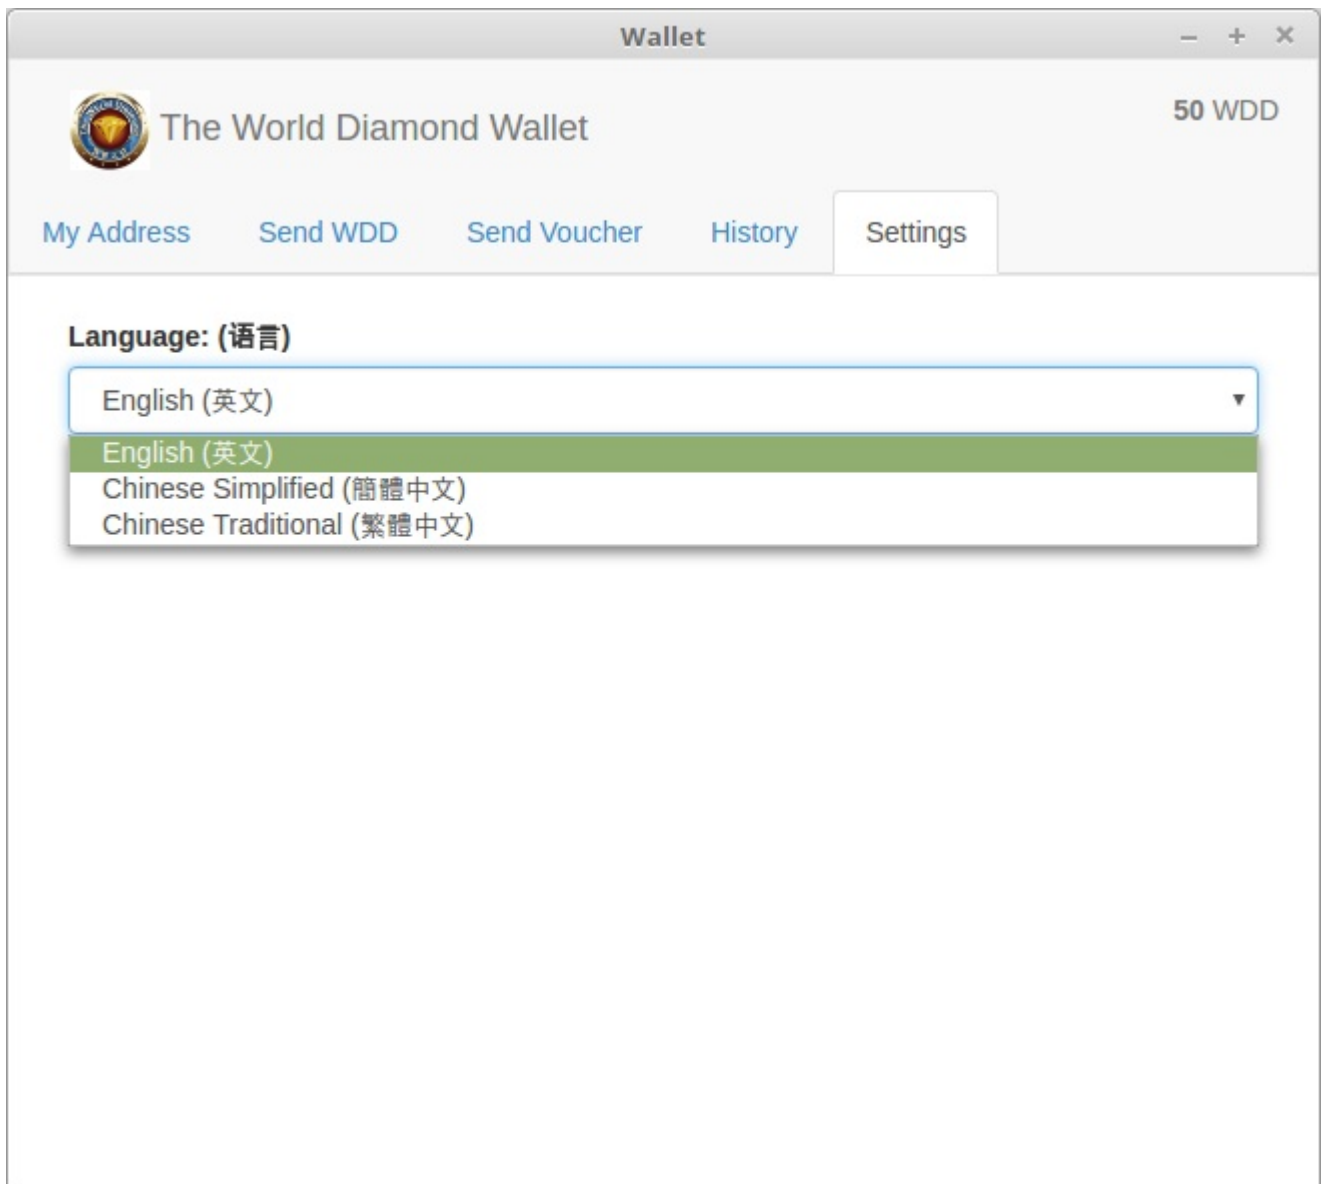 Wallet
The World Diamond Wallet
50 WDD
My Address Send WDD Send Voucher History Settings
Language: (语言)
English (英文)
English (英文)
Chinese Simplified (簡體中文)
Chinese Traditional (繁體中文)